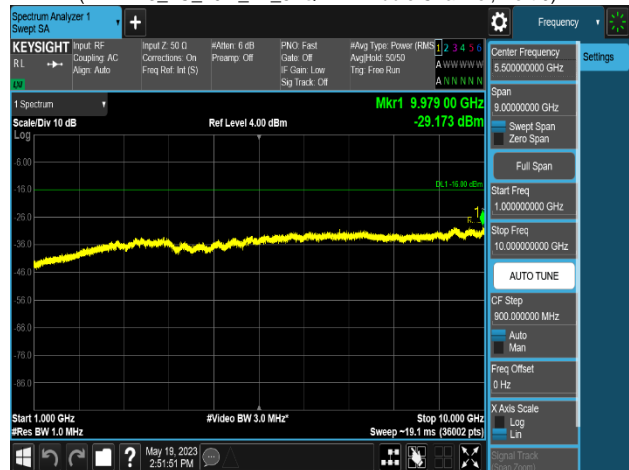 Spectrum Analyzer 1
Swept SA
+
Frequency
KEYSIGHT
RL
Input: RF
Coupling: AC
Align: Auto
Input Z: 50 Ω
Corrections: On
Freq Ref: Int (S)
#Atten: 6 dB
Preamp: Off
PNO: Fast
Gate: Off
IF Gain: Low
Sig Track: Off
#Avg Type: Power (RMS
Avg|Hold: 50/50
Trig: Free Run
1 2 3 4 5 6
A W W W W W
A N N N N N
1 Spectrum
Scale/Div 10 dB
Log
Ref Level 4.00 dBm
Mkr1 9.979 00 GHz
-29.173 dBm
-6.00
-16.0
-26.0
-36.0
-46.0
-56.0
-66.0
-76.0
-86.0
DL1 -16.00 dBm
1
Start 1.000 GHz
#Res BW 1.0 MHz
#Video BW 3.0 MHz*
Stop 10.000 GHz
Sweep ~19.1 ms (36002 pts)
Center Frequency
5.500000000 GHz
Span
9.00000000 GHz
Swept Span
Zero Span
Full Span
Start Freq
1.000000000 GHz
Stop Freq
10.000000000 GHz
AUTO TUNE
CF Step
900.000000 MHz
Auto
Man
Freq Offset
0 Hz
X Axis Scale
Log
Lin
Signal Track
(Span Zoom)
Settings
?
May 19, 2023
2:51:51 PM